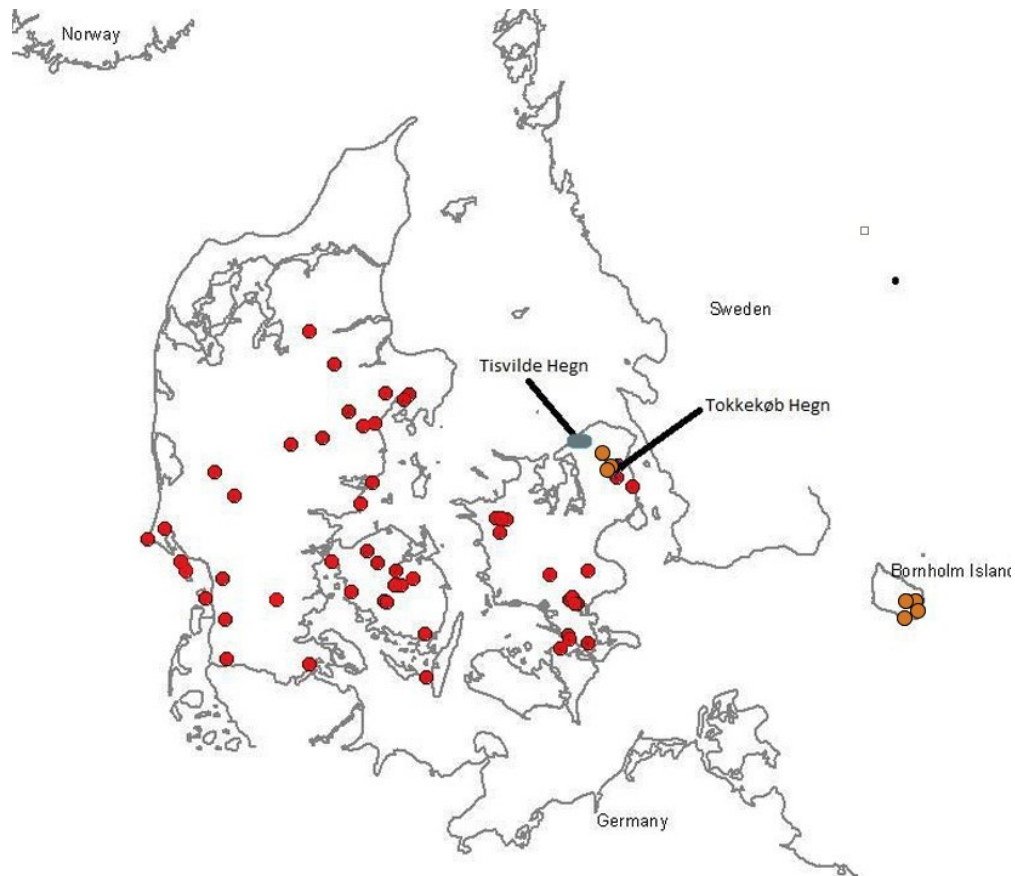 Norway
Sweden
Tisvilde Hegn
Tokkekøb Hegn
Bornholm Island
Germany